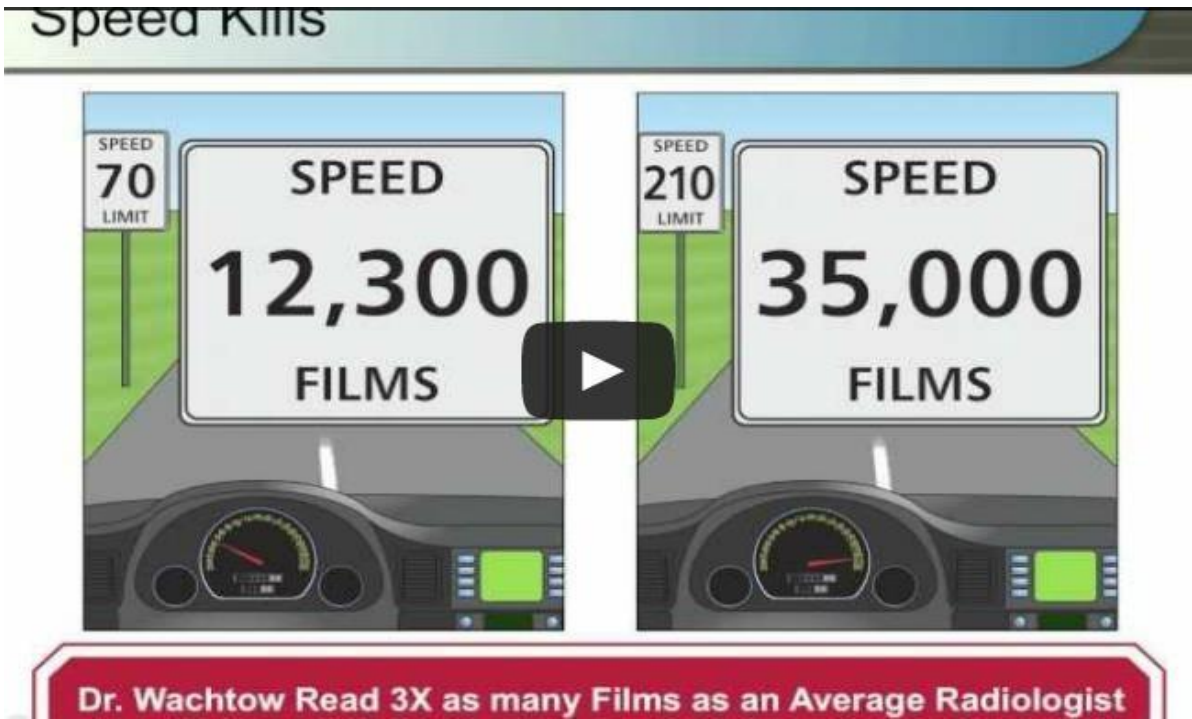 Speed Kills
SPEED
70
LIMIT
SPEED
12,300
FILMS
SPEED
210
LIMIT
SPEED
35,000
FILMS
Dr. Wachtow Read 3X as many Films as an Average Radiologist